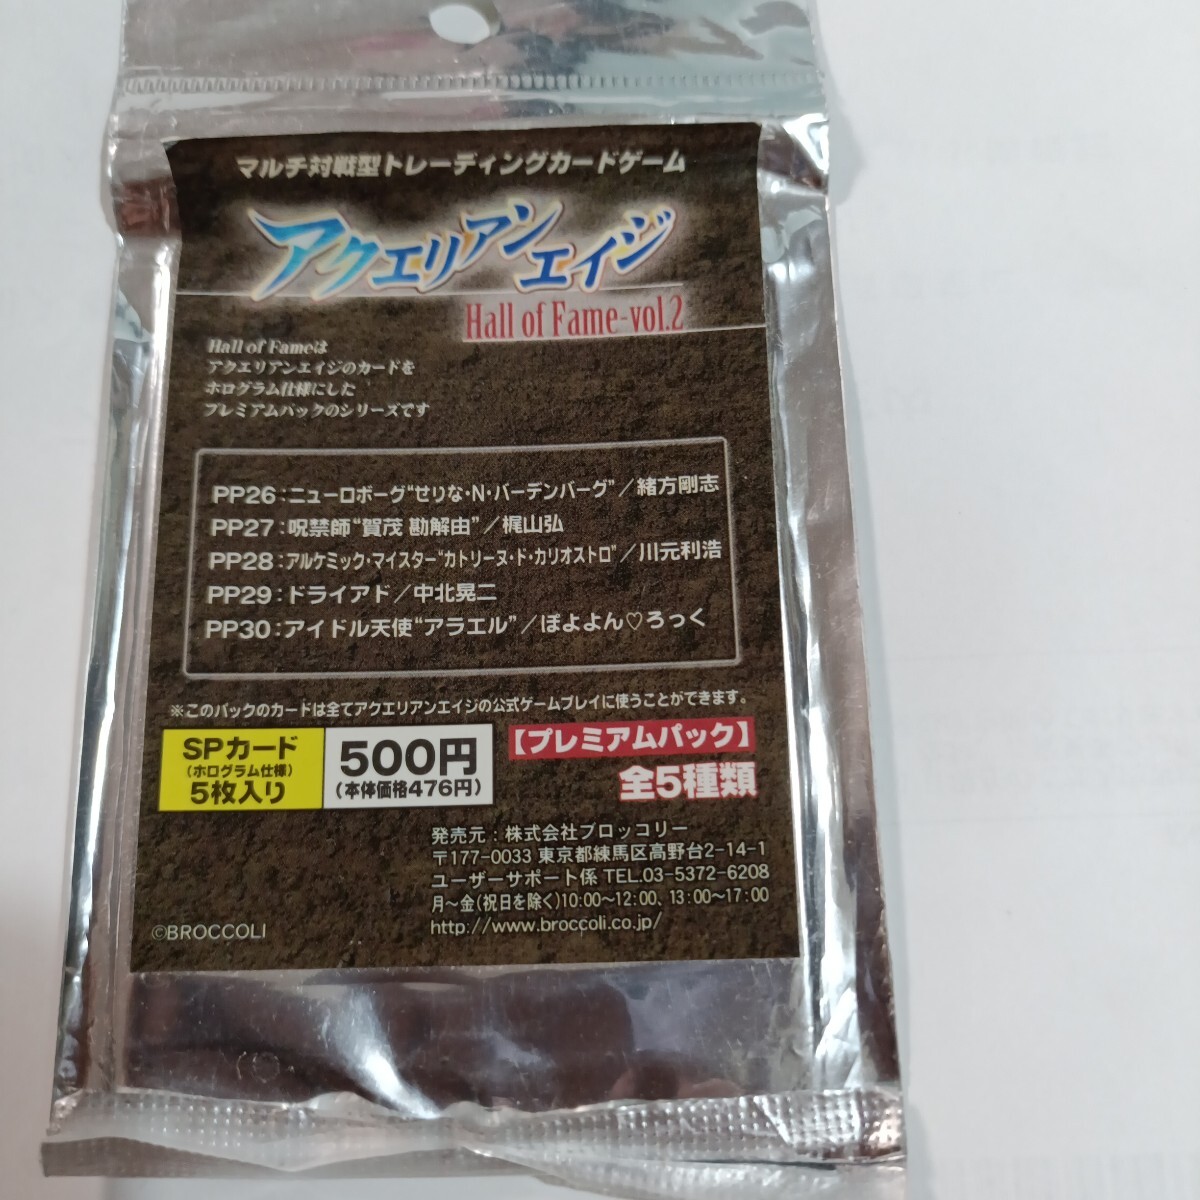 マルチ対戦型トレーディングカードゲーム
アクエリアンエイジ
Hall of Fame-vol.2
Hall of Fameは
アクエリアンエイジのカードを
ホログラム仕様にした
プレミアムパックのシリーズです
PP26:ニューロボーグ“せりな・N・バーデンバーグ”／緒方剛志
PP27:呪禁師“賀茂 勘解由”／梶山弘
PP28:アルケミック・マイスター“カトリーヌ・ド・カリオストロ”／川元利浩
PP29:ドライアド／中北晃二
PP30:アイドル天使“アラエル”／ぽよよん♡ろっく
※このパックのカードは全てアクエリアンエイジの公式ゲームプレイに使うことができます。
SPカード
(ホログラム仕様)
5枚入り
500円
(本体価格476円)
【プレミアムパック】
全5種類
発売元：株式会社ブロッコリー
〒177-0033 東京都練馬区高野台2-14-1
ユーザーサポート係 TEL.03-5372-6208
月〜金(祝日を除く)10:00〜12:00、13:00〜17:00
http://www.broccoli.co.jp/
©BROCCOLI